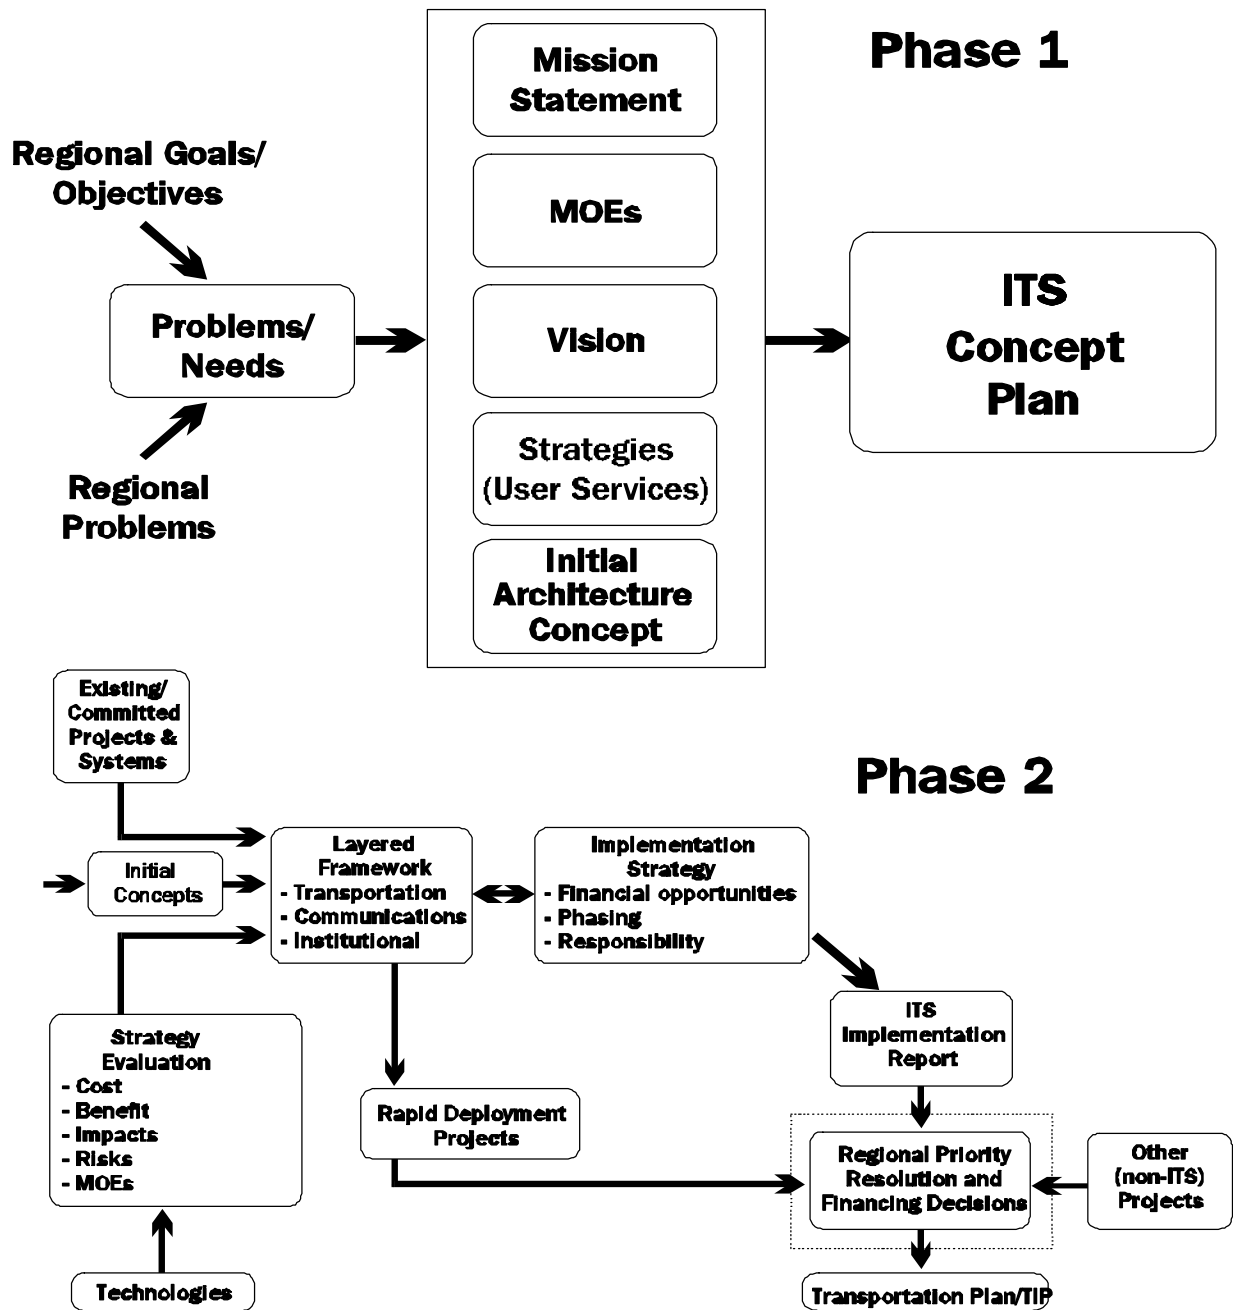 Phase 1
Mission
Statement
Regional Goals/
Objectives
MOEs
Problems/
Needs
Vision
ITS
Concept
Plan
Strategies
(User Services)
Regional
Problems
Initial
Architecture
Concept
Existing/
Committed
Projects &
Systems
Phase 2
Initial
Concepts
Layered
Framework
- Transportation
- Communications
- Institutional
Implementation
Strategy
- Financial opportunities
- Phasing
- Responsibility
Strategy
Evaluation
- Cost
- Benefit
- Impacts
- Risks
- MOEs
ITS
Implementation
Report
Rapid Deployment
Projects
Regional Priority
Resolution and
Financing Decisions
Other
(non-ITS)
Projects
Technologies
Transportation Plan/TIP